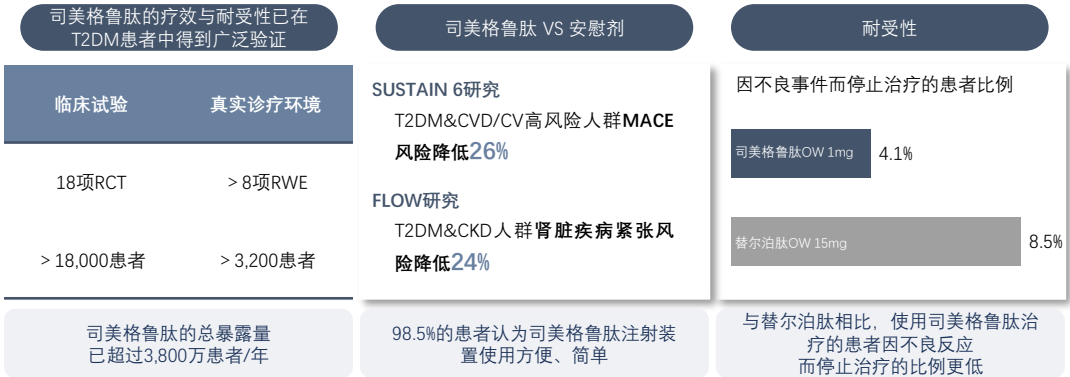 司美格鲁肽的疗效与耐受性已在
T2DM患者中得到广泛验证
临床试验
真实诊疗环境
18项RCT
> 8项RWE
> 18,000患者
> 3,200患者
司美格鲁肽的总暴露量
已超过3,800万患者/年
司美格鲁肽 VS 安慰剂
SUSTAIN 6研究
T2DM&CVD/CV高风险人群MACE
风险降低26%
FLOW研究
T2DM&CKD人群肾脏疾病紧张风
险降低24%
98.5%的患者认为司美格鲁肽注射装
置使用方便、简单
耐受性
因不良事件而停止治疗的患者比例
司美格鲁肽OW 1mg
4.1%
替尔泊肽OW 15mg
8.5%
与替尔泊肽相比，使用司美格鲁肽治
疗的患者因不良反应
而停止治疗的比例更低